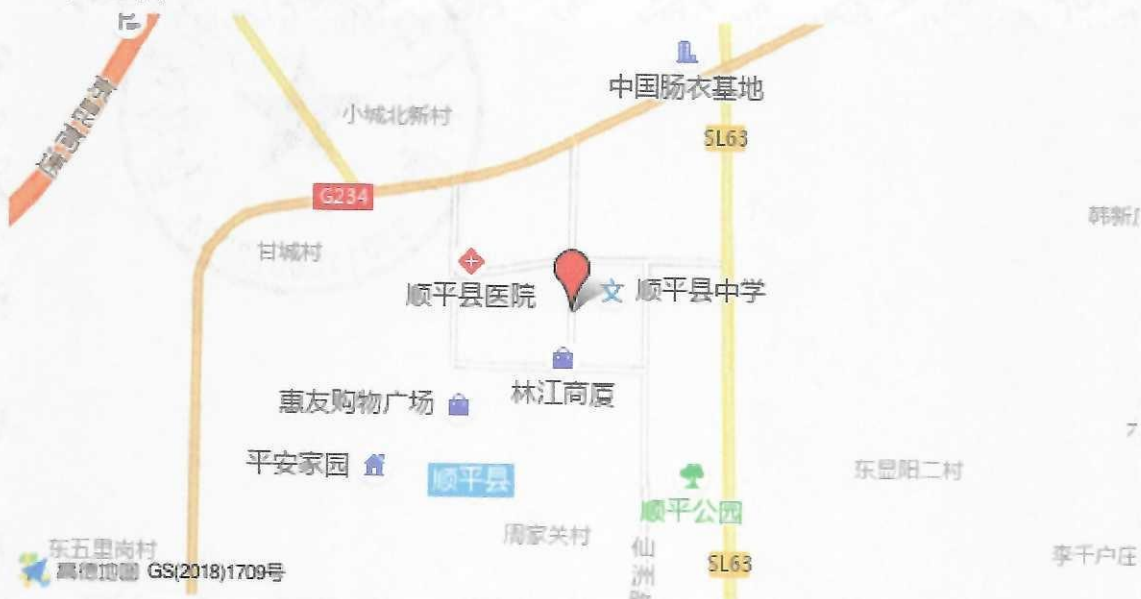 中国肠衣基地
小城北新村
SL63
G234
韩新
甘城村
顺平县医院
文 顺平县中学
林江商厦
惠友购物广场
平安家园
顺平县
东显阳二村
顺平公园
周家关村
仙洲路
东五里岗村
SL63
李千户庄
高德地图 GS(2018)1709号